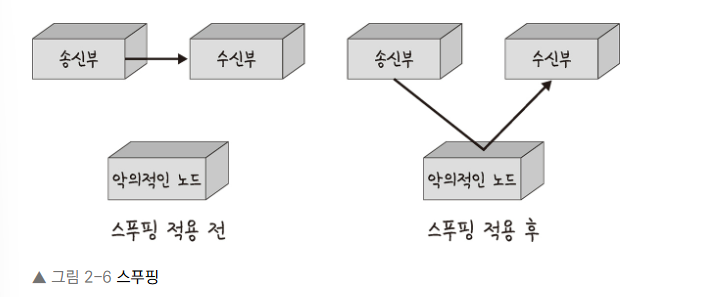 송신부 수신부 송신부 수신부
악의적인 노드 악의적인 노드
스푸핑 적용 전 스푸핑 적용 후
▲ 그림 2-6 스푸핑